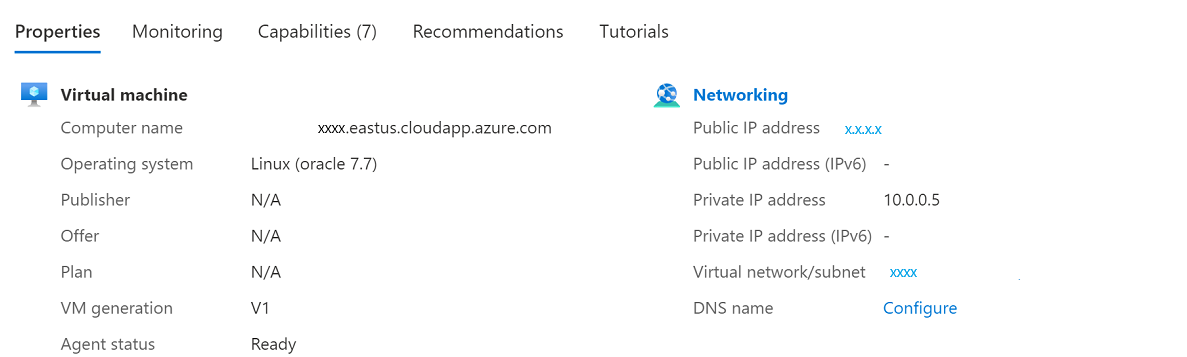 Properties Monitoring Capabilities (7) Recommendations Tutorials
Virtual machine
Computer name xxxx.eastus.cloudapp.azure.com
Operating system Linux (oracle 7.7)
Publisher N/A
Offer N/A
Plan N/A
VM generation V1
Agent status Ready
Networking
Public IP address x.x.x.x
Public IP address (IPv6) -
Private IP address 10.0.0.5
Private IP address (IPv6) -
Virtual network/subnet xxxx
DNS name Configure